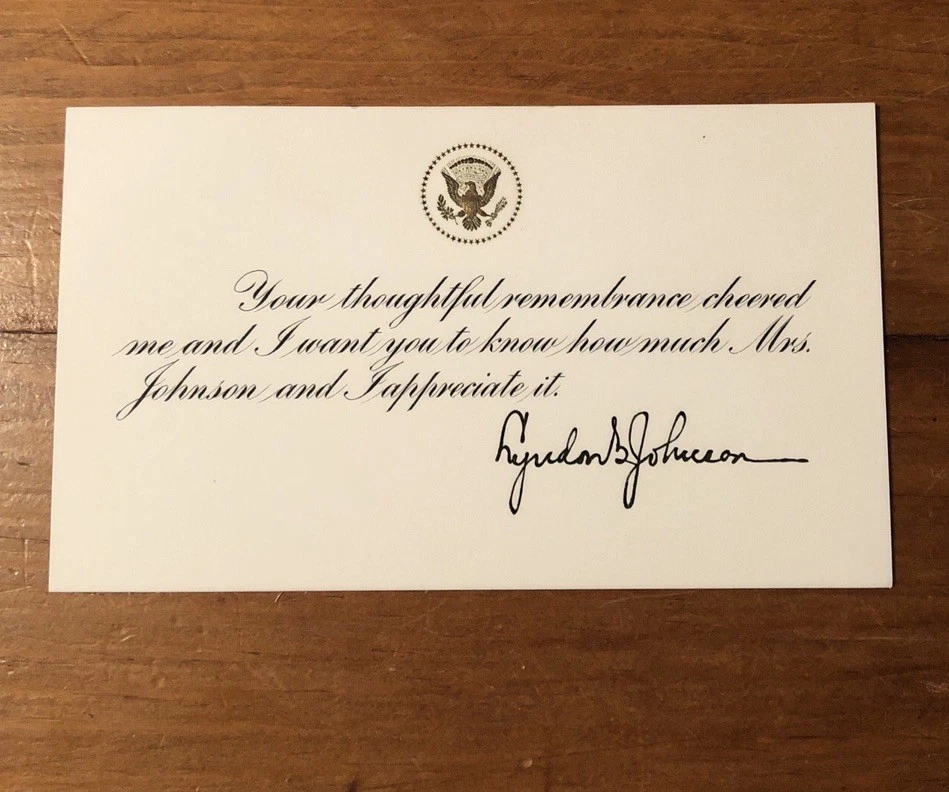 Your thoughtful remembrance cheered
me and I want you to know how much Mrs.
Johnson and I appreciate it.
Lyndon B Johnson